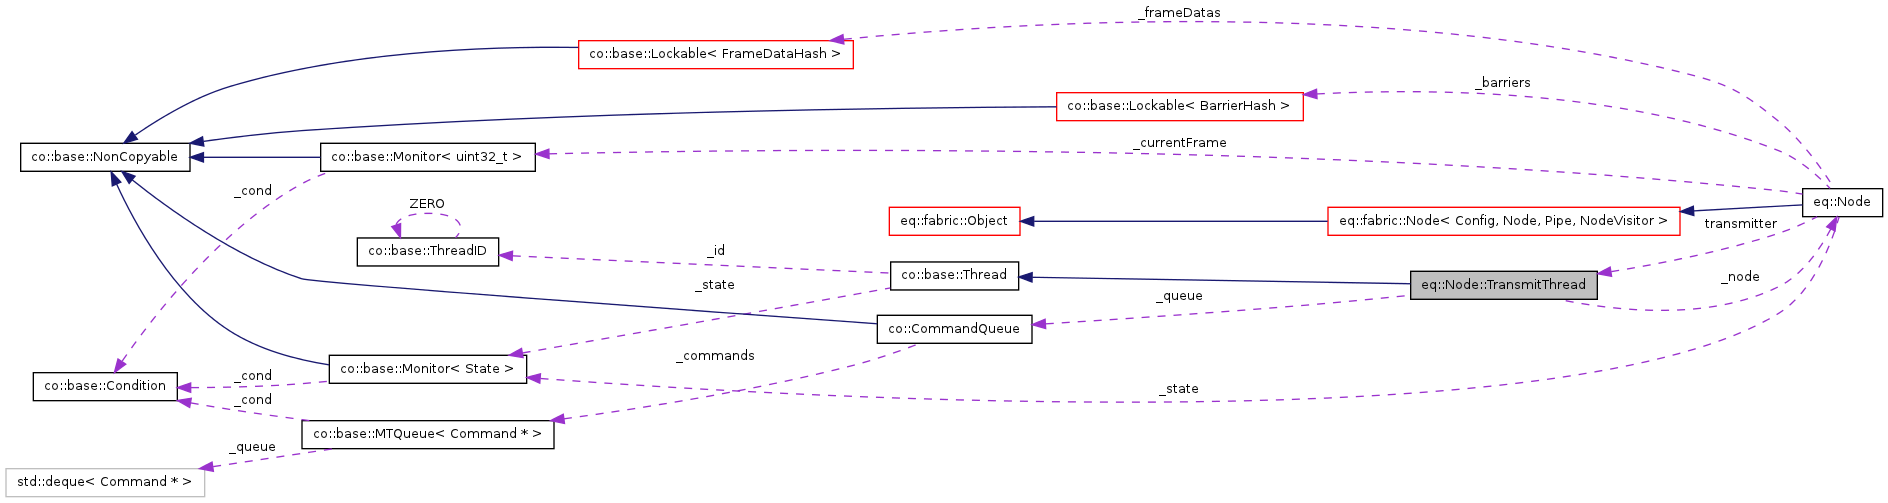 _frameDatas
co::base::Lockable< FrameDataHash >
_barriers
co::base::Lockable< BarrierHash >
_currentFrame
co::base::NonCopyable
co::base::Monitor< uint32_t >
_cond
ZERO
eq::Node
eq::fabric::Object
eq::fabric::Node< Config, Node, Pipe, NodeVisitor >
transmitter
co::base::ThreadID
_id
co::base::Thread
_state
_node
eq::Node::TransmitThread
_queue
co::CommandQueue
_commands
co::base::Monitor< State >
_cond
co::base::Condition
_state
_cond
co::base::MTQueue< Command * >
_queue
std::deque< Command * >